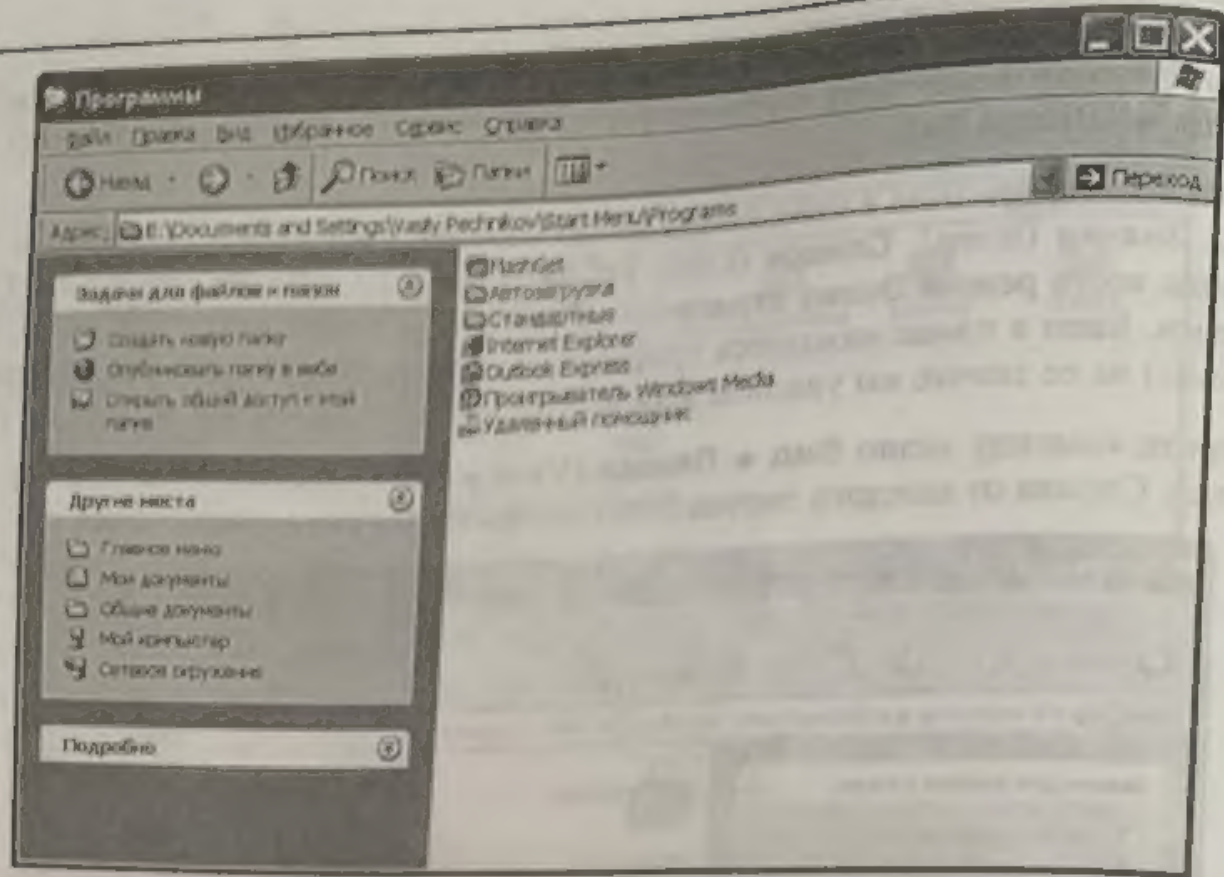 Программы
Файл Правка Вид Избранное Сервис Справка
Назад Поиск Папки
Адрес: E:\Documents and Settings\Vasily Pechnikov\Start Menu\Programs Переход
Задачи для файлов и папок
Создать новую папку
Опубликовать папку в вебе
Открыть общий доступ к этой
папке
Другие места
Главное меню
Мои документы
Общие документы
Мой компьютер
Сетевое окружение
Подробно
FlashGet
Автозагрузка
Стандартные
Internet Explorer
Outlook Express
Проигрыватель Windows Media
Удаленный помощник